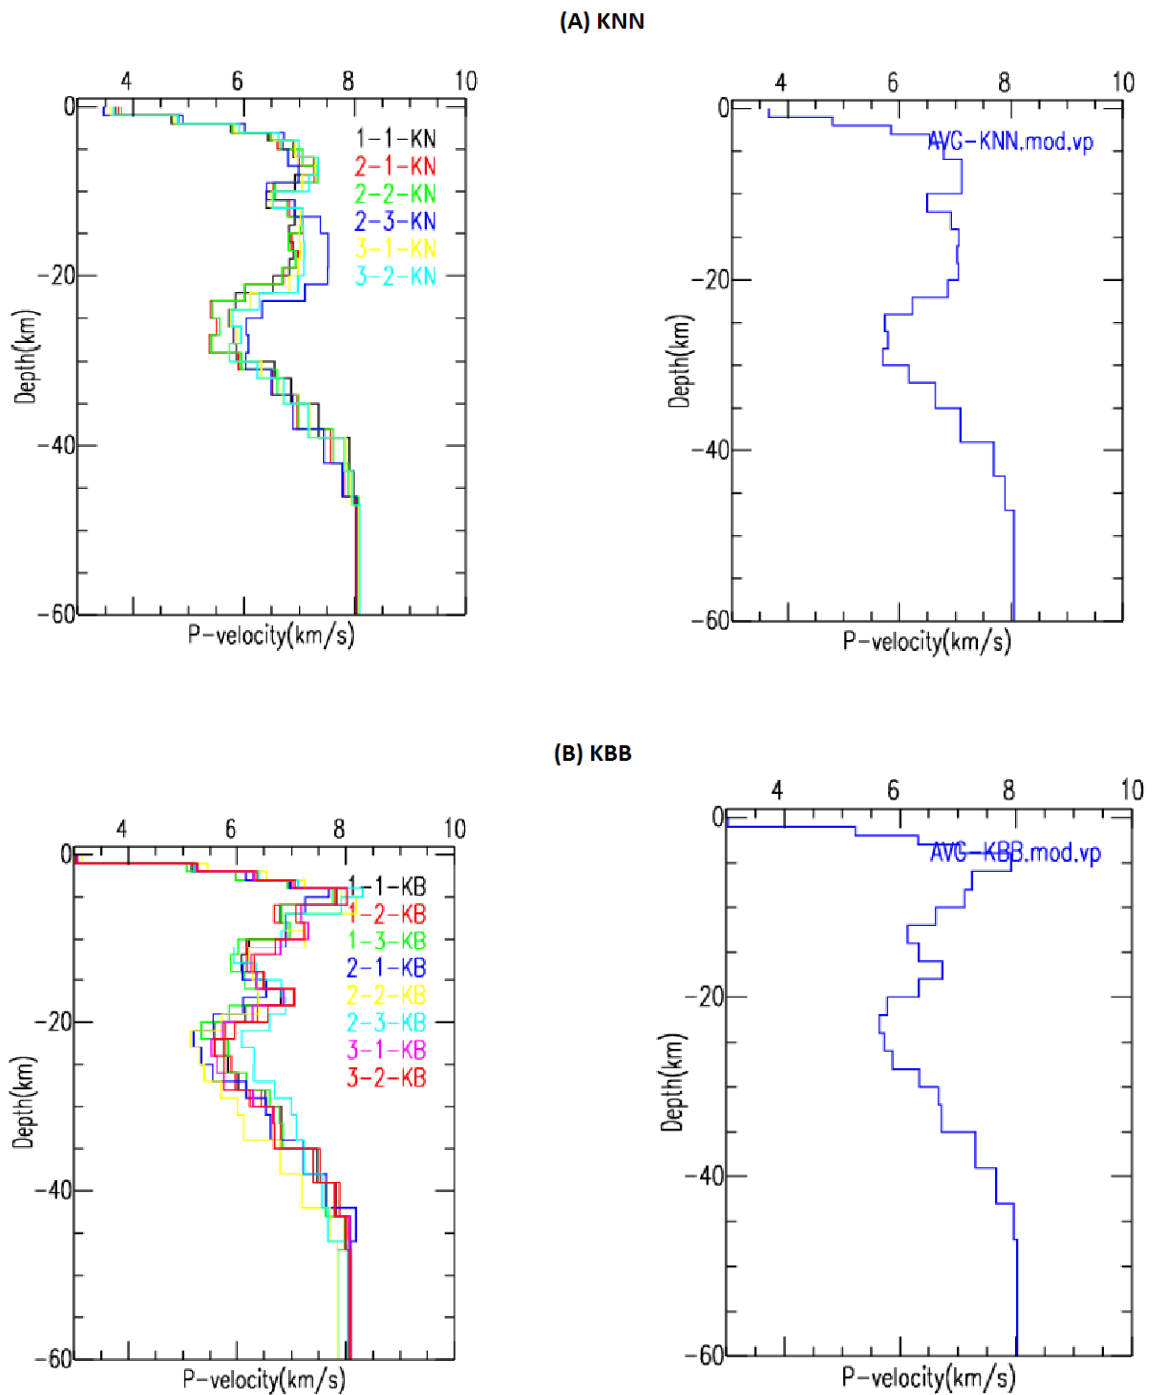 (A) KNN
4 6 8 10
0
1-1-KN
2-1-KN
2-2-KN
2-3-KN
3-1-KN
3-2-KN
-20
-40
-60
Depth(km)
P-velocity(km/s)
4 6 8 10
0
AVG-KNN.mod.vp
-20
-40
-60
Depth(km)
P-velocity(km/s)
(B) KBB
4 6 8 10
0
1-1-KB
1-2-KB
1-3-KB
2-1-KB
2-2-KB
2-3-KB
3-1-KB
3-2-KB
-20
-40
-60
Depth(km)
P-velocity(km/s)
4 6 8 10
0
AVG-KBB.mod.vp
-20
-40
-60
Depth(km)
P-velocity(km/s)